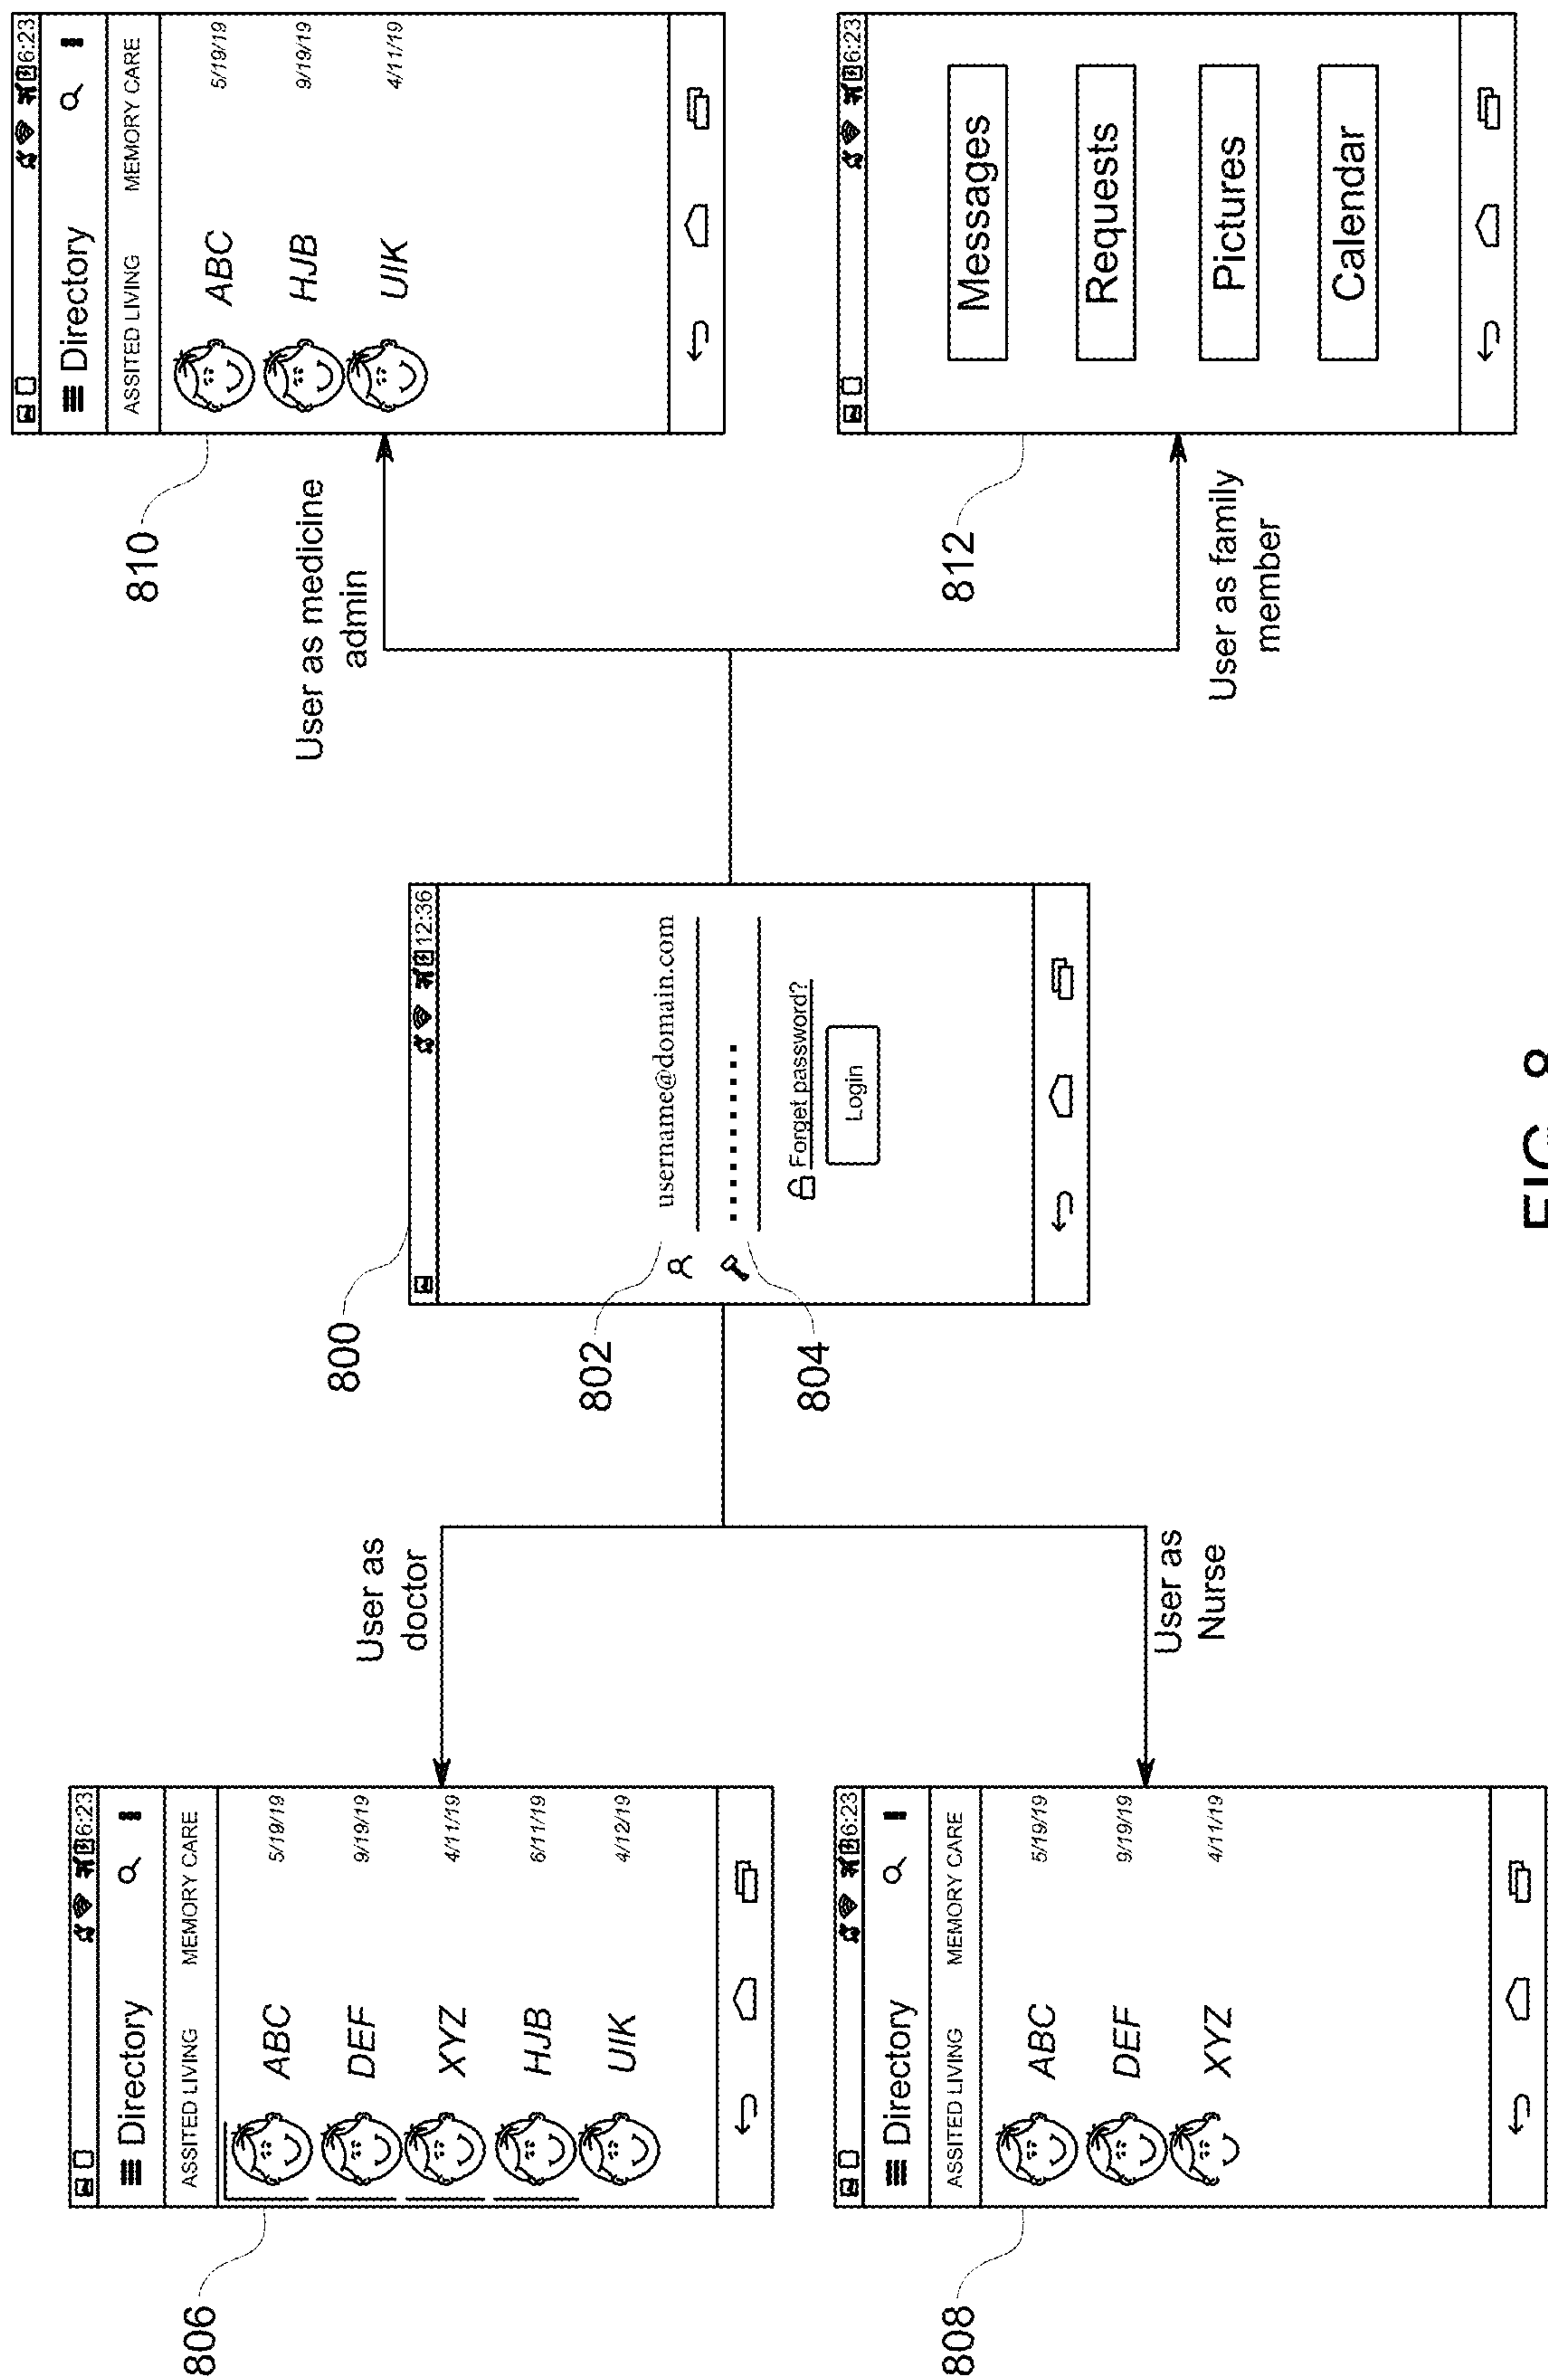 806
6:23
Directory
ASSITED LIVING MEMORY CARE
ABC 5/19/19
DEF 9/19/19
XYZ 4/11/19
HJB 6/11/19
UIK 4/12/19
User as
doctor
808
6:23
Directory
ASSITED LIVING MEMORY CARE
ABC 5/19/19
DEF 9/19/19
XYZ 4/11/19
User as
Nurse
800
12:36
802
username@domain.com
804
Forget password?
Login
810
6:23
Directory
ASSITED LIVING MEMORY CARE
ABC 5/19/19
HJB 9/19/19
UIK 4/11/19
User as medicine
admin
812
6:23
Messages
Requests
Pictures
Calendar
User as family
member
FIG. 8